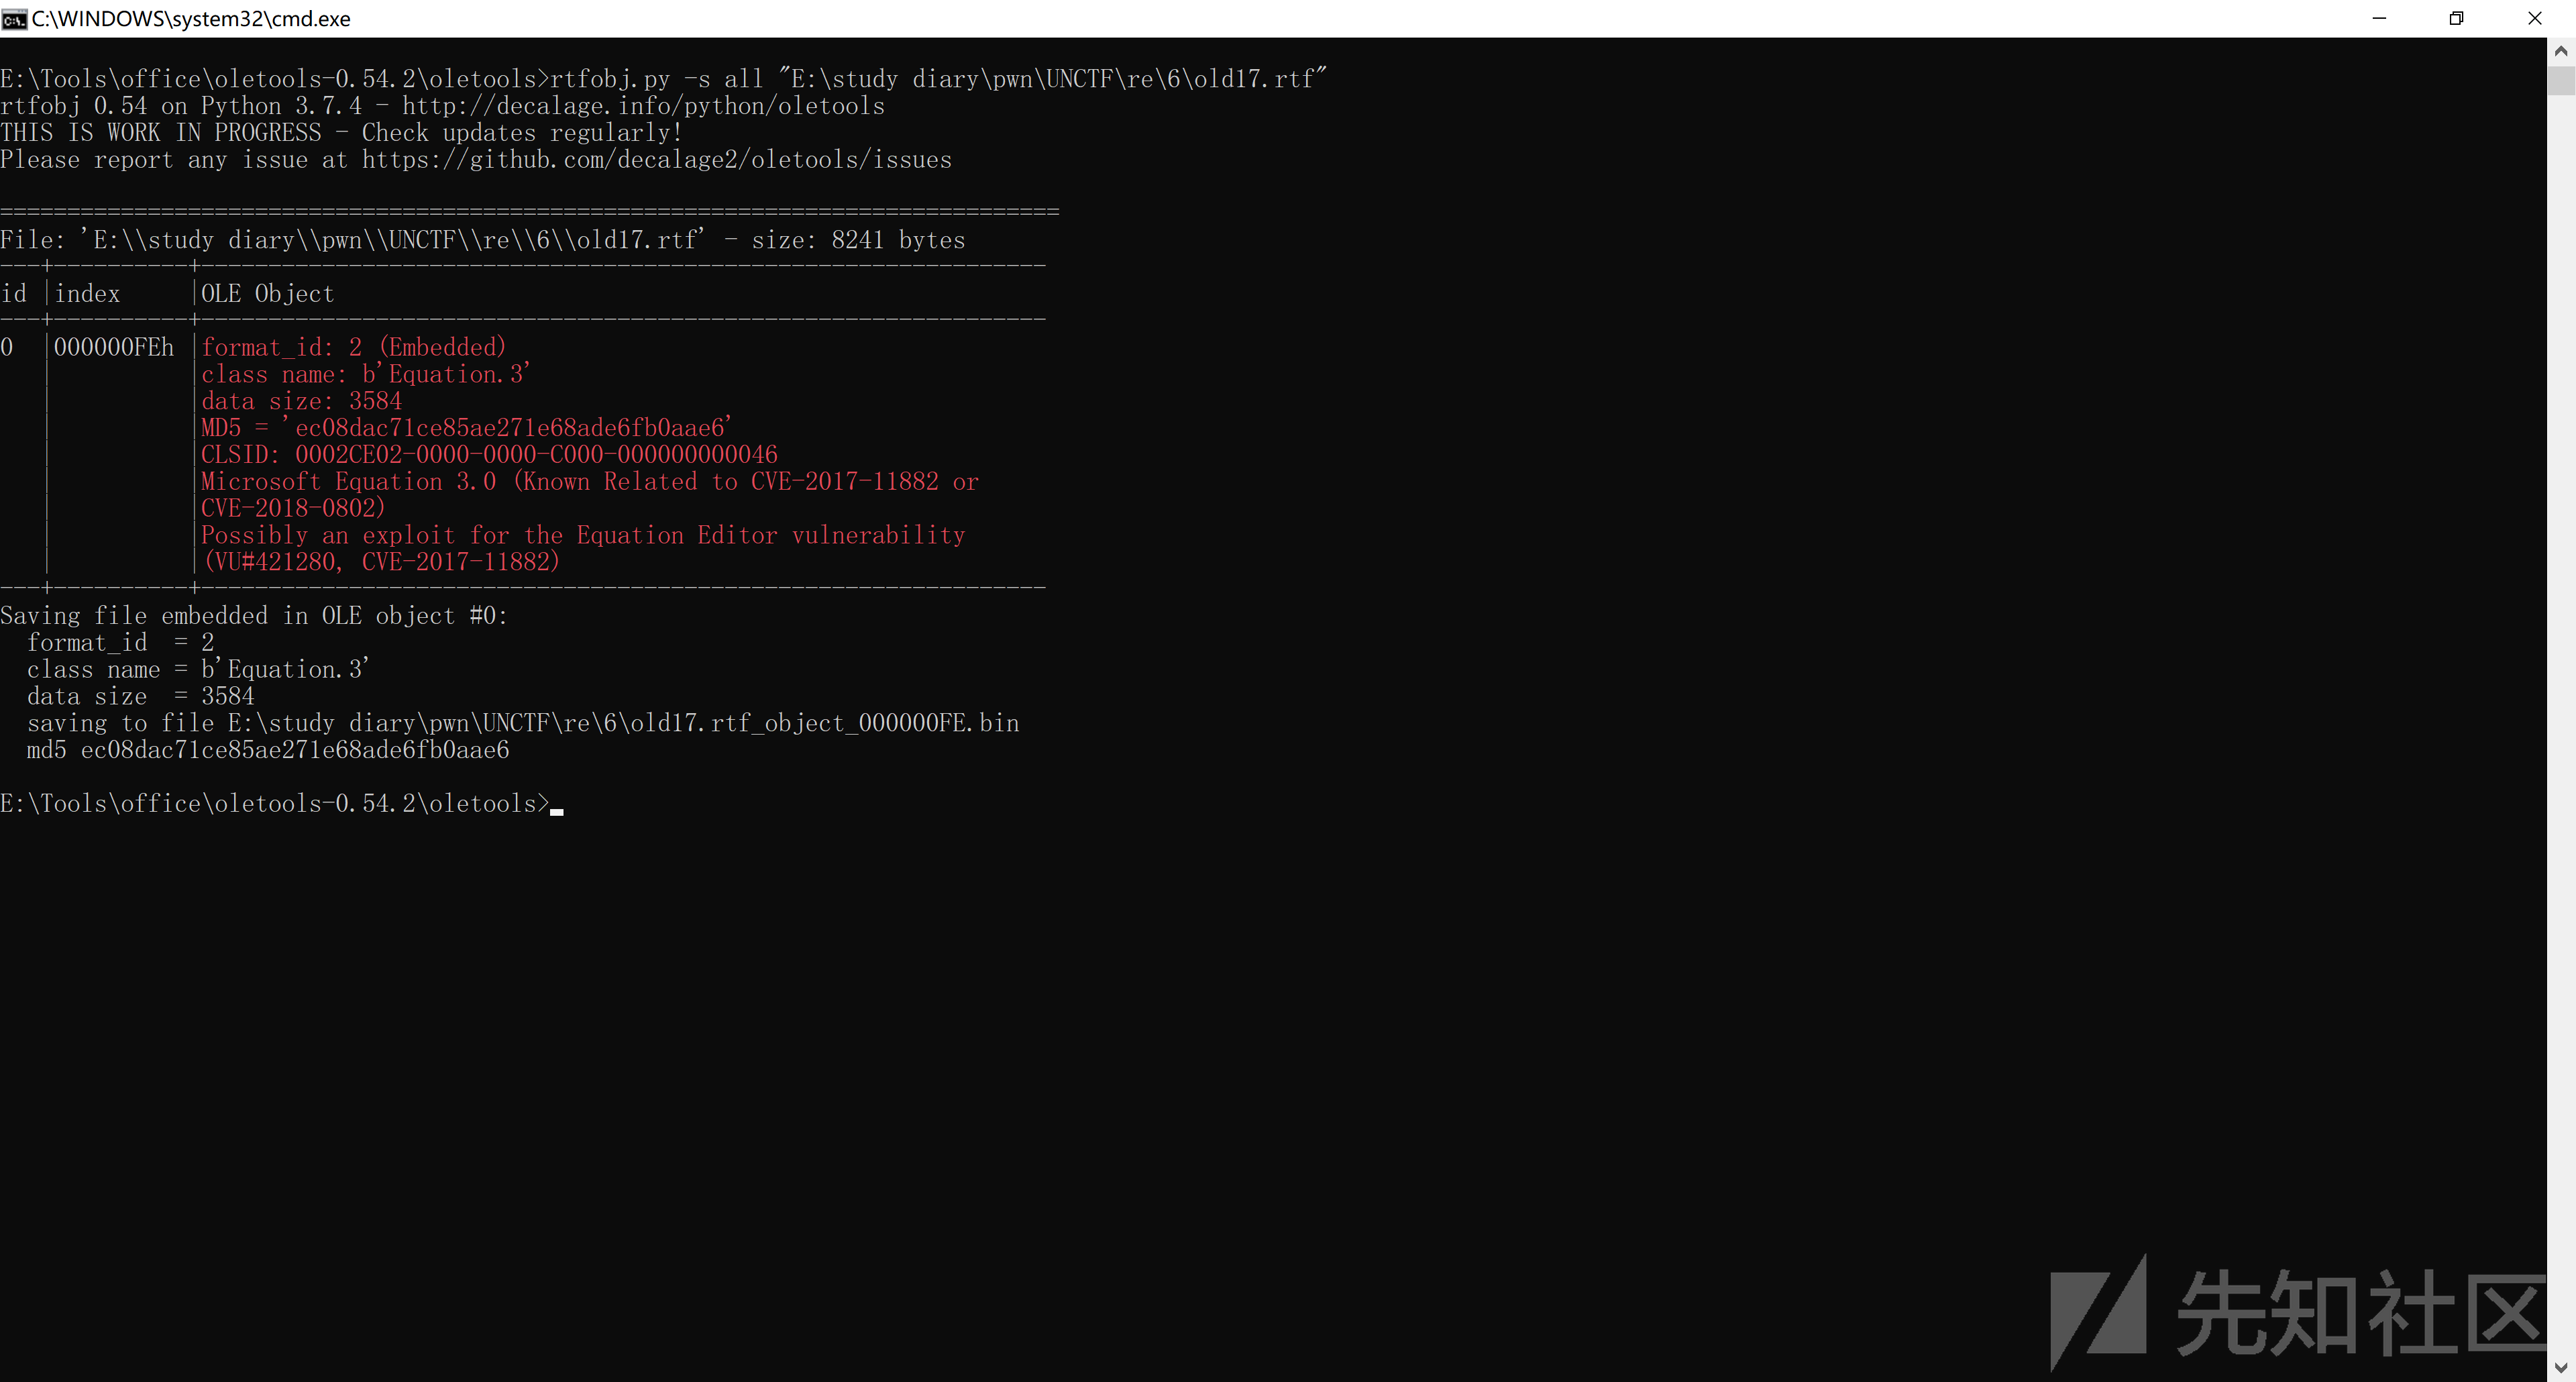 C:\WINDOWS\system32\cmd.exe
E:\Tools\office\oletools-0.54.2\oletools>rtfobj.py -s all "E:\study diary\pwn\UNCTF\re\6\old17.rtf"
rtfobj 0.54 on Python 3.7.4 - http://decalage.info/python/oletools
THIS IS WORK IN PROGRESS - Check updates regularly!
Please report any issue at https://github.com/decalage2/oletools/issues
===============================================================================
File: 'E:\\study diary\\pwn\\UNCTF\\re\\6\\old17.rtf' - size: 8241 bytes
---+----------+---------------------------------------------------------------
id |index     |OLE Object
---+----------+---------------------------------------------------------------
0  |000000FEh |format_id: 2 (Embedded)
   |          |class name: b'Equation.3'
   |          |data size: 3584
   |          |MD5 = 'ec08dac71ce85ae271e68ade6fb0aae6'
   |          |CLSID: 0002CE02-0000-0000-C000-000000000046
   |          |Microsoft Equation 3.0 (Known Related to CVE-2017-11882 or
   |          |CVE-2018-0802)
   |          |Possibly an exploit for the Equation Editor vulnerability
   |          |(VU#421280, CVE-2017-11882)
---+----------+---------------------------------------------------------------
Saving file embedded in OLE object #0:
  format_id  = 2
  class name = b'Equation.3'
  data size  = 3584
  saving to file E:\study diary\pwn\UNCTF\re\6\old17.rtf_object_000000FE.bin
  md5 ec08dac71ce85ae271e68ade6fb0aae6
E:\Tools\office\oletools-0.54.2\oletools>
先知社区